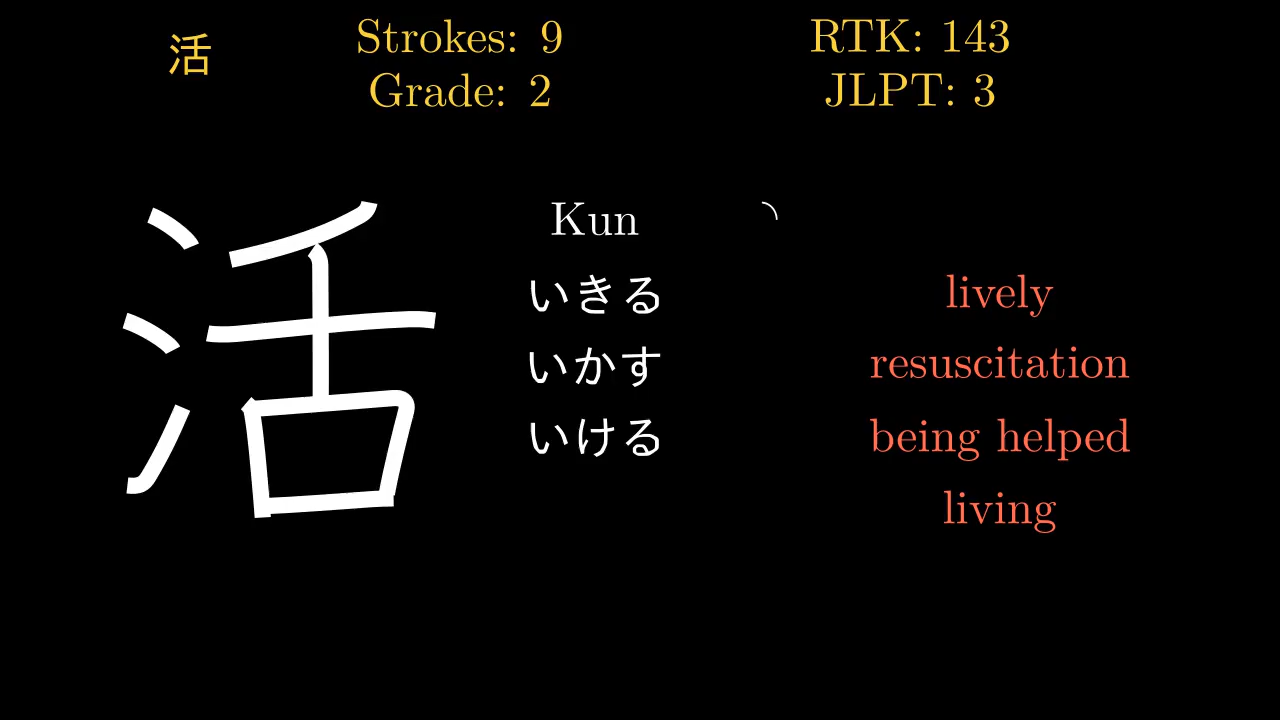 活
Strokes: 9
Grade: 2
RTK: 143
JLPT: 3
活
Kun
いきる
いかす
いける
lively
resuscitation
being helped
living